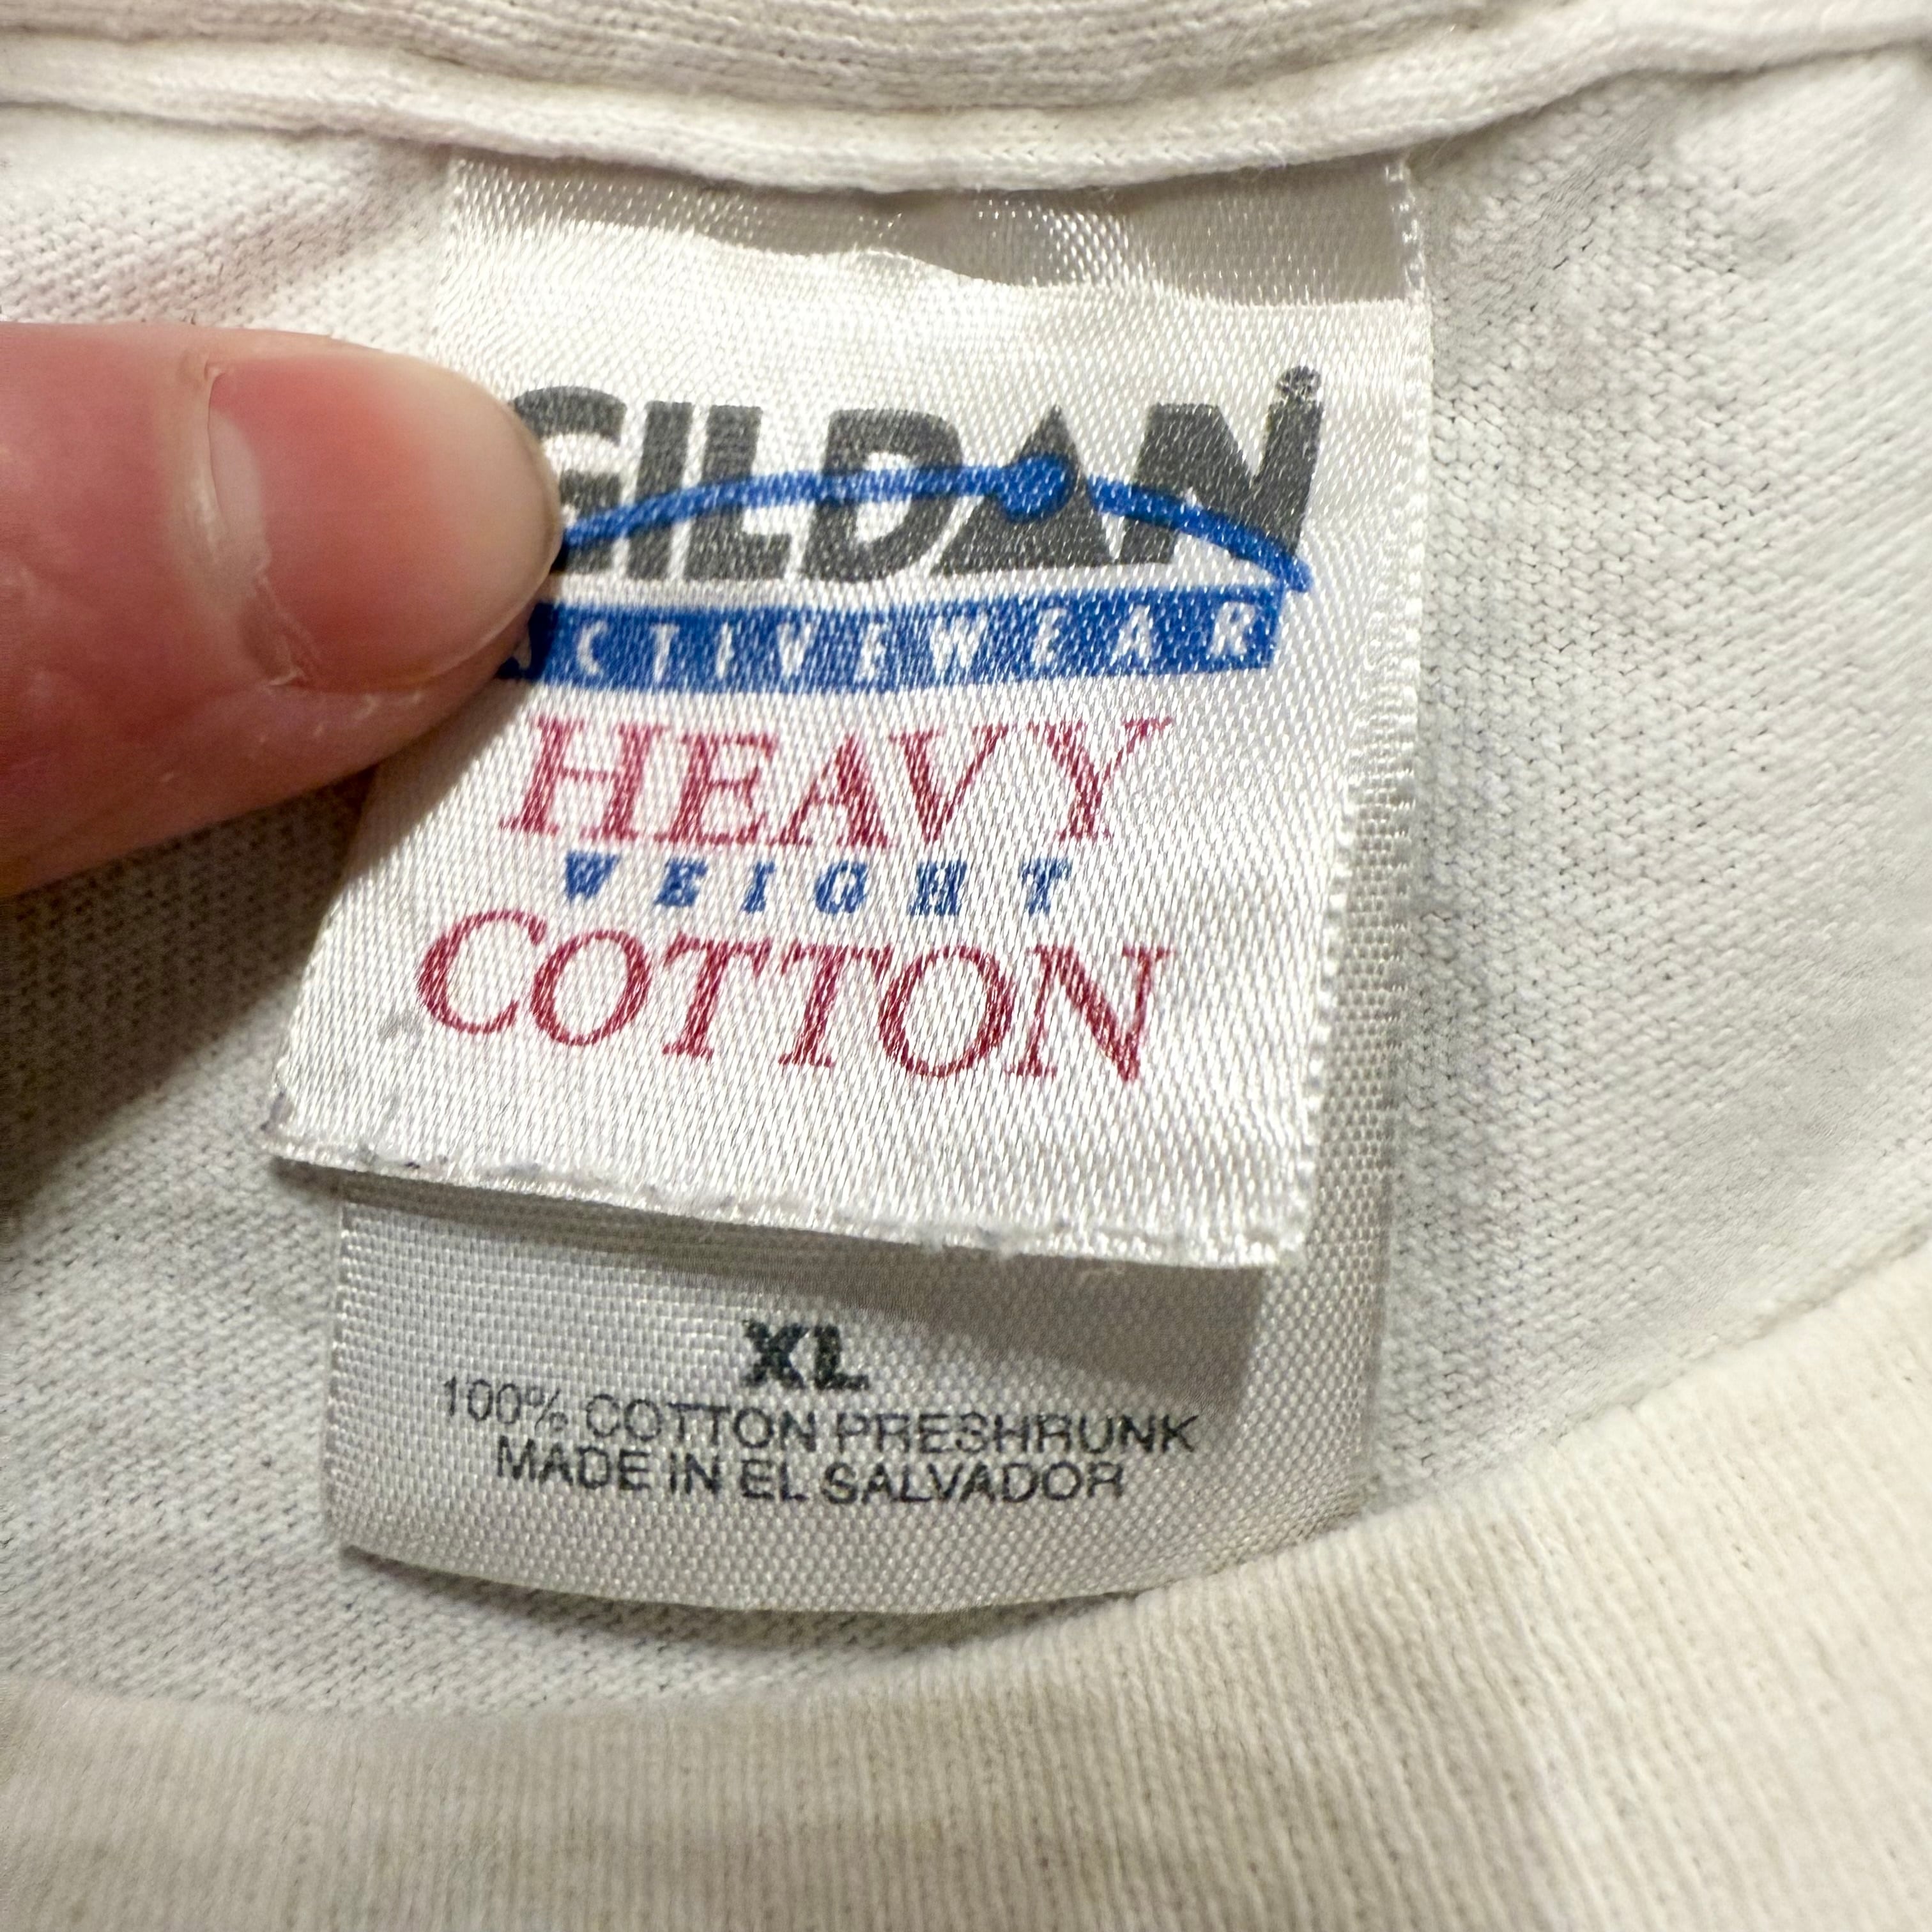 GILDAN
ACTIVEWEAR
HEAVY
WEIGHT
COTTON
XL
100% COTTON PRESHRUNK
MADE IN EL SALVADOR